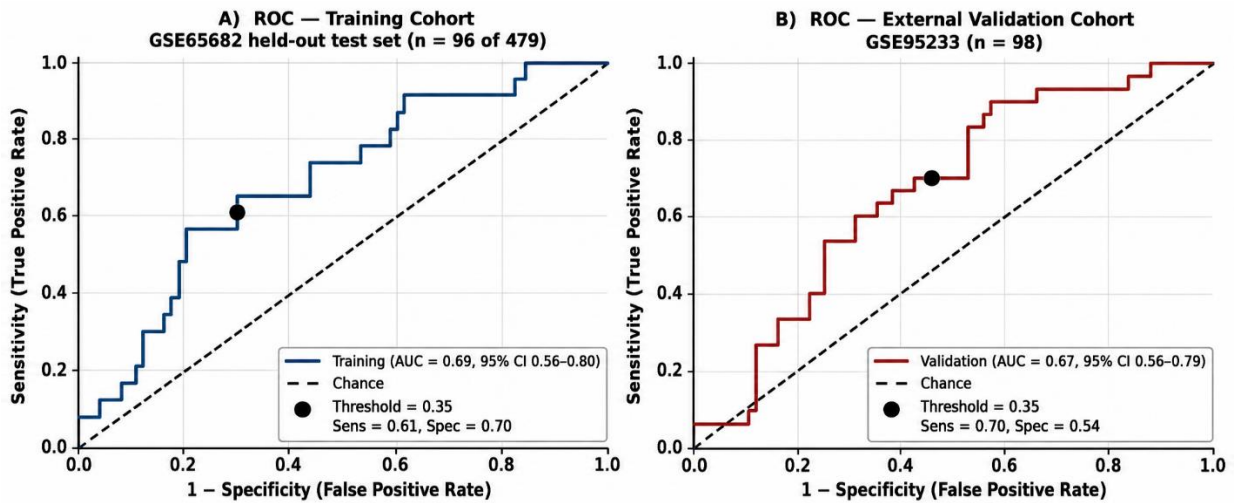 A) ROC — Training Cohort
GSE65682 held-out test set (n = 96 of 479)
Sensitivity (True Positive Rate)
1.0
0.8
0.6
0.4
0.2
0.0
0.0
0.2
0.4
0.6
0.8
1.0
1 − Specificity (False Positive Rate)
Training (AUC = 0.69, 95% CI 0.56–0.80)
Chance
Threshold = 0.35
Sens = 0.61, Spec = 0.70
B) ROC — External Validation Cohort
GSE95233 (n = 98)
Sensitivity (True Positive Rate)
1.0
0.8
0.6
0.4
0.2
0.0
0.0
0.2
0.4
0.6
0.8
1.0
1 − Specificity (False Positive Rate)
Validation (AUC = 0.67, 95% CI 0.56–0.79)
Chance
Threshold = 0.35
Sens = 0.70, Spec = 0.54